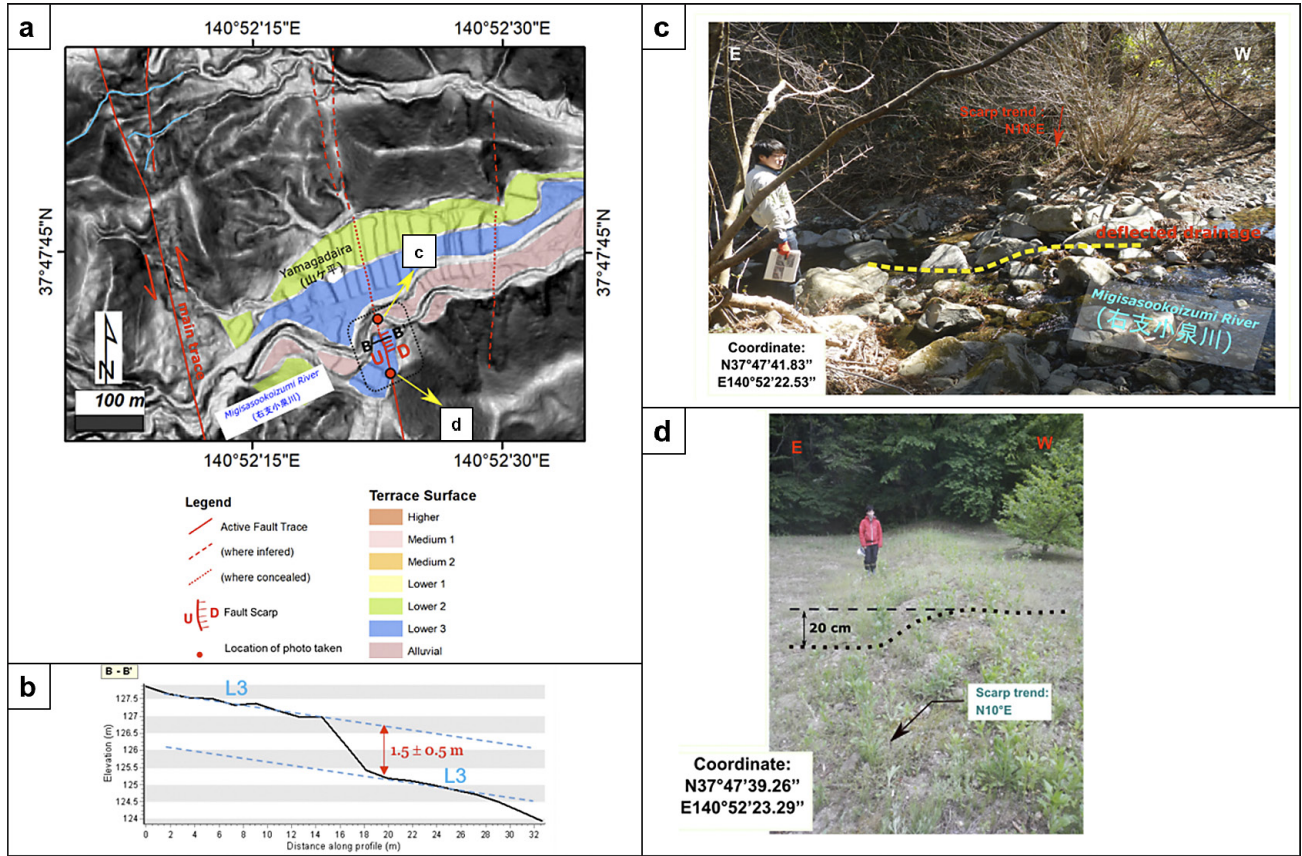 a
140°52'15"E
140°52'30"E
37°47'45"N
37°47'45"N
Yamagadaira
(山ケ平)
c
main trace
B
B'
U
D
N
100 m
Migisasookoizumi River
(右支小泉川)
d
140°52'15"E
140°52'30"E
Legend
Active Fault Trace
(where infered)
(where concealed)
U D Fault Scarp
Location of photo taken
Terrace Surface
Higher
Medium 1
Medium 2
Lower 1
Lower 2
Lower 3
Alluvial
b
B - B'
L3
1.5 ± 0.5 m
L3
127.5
127
126.5
126
125.5
125
124.5
124
Elevation (m)
0 2 4 6 8 10 12 14 16 18 20 22 24 26 28 30 32
Distance along profile (m)
c
E
W
Scarp trend :
N10°E
deflected drainage
Migisasookoizumi River
(右支小泉川)
Coordinate:
N37°47'41.83”
E140°52’22.53”
d
E
W
20 cm
Scarp trend:
N10°E
Coordinate:
N37°47’39.26”
E140°52’23.29”